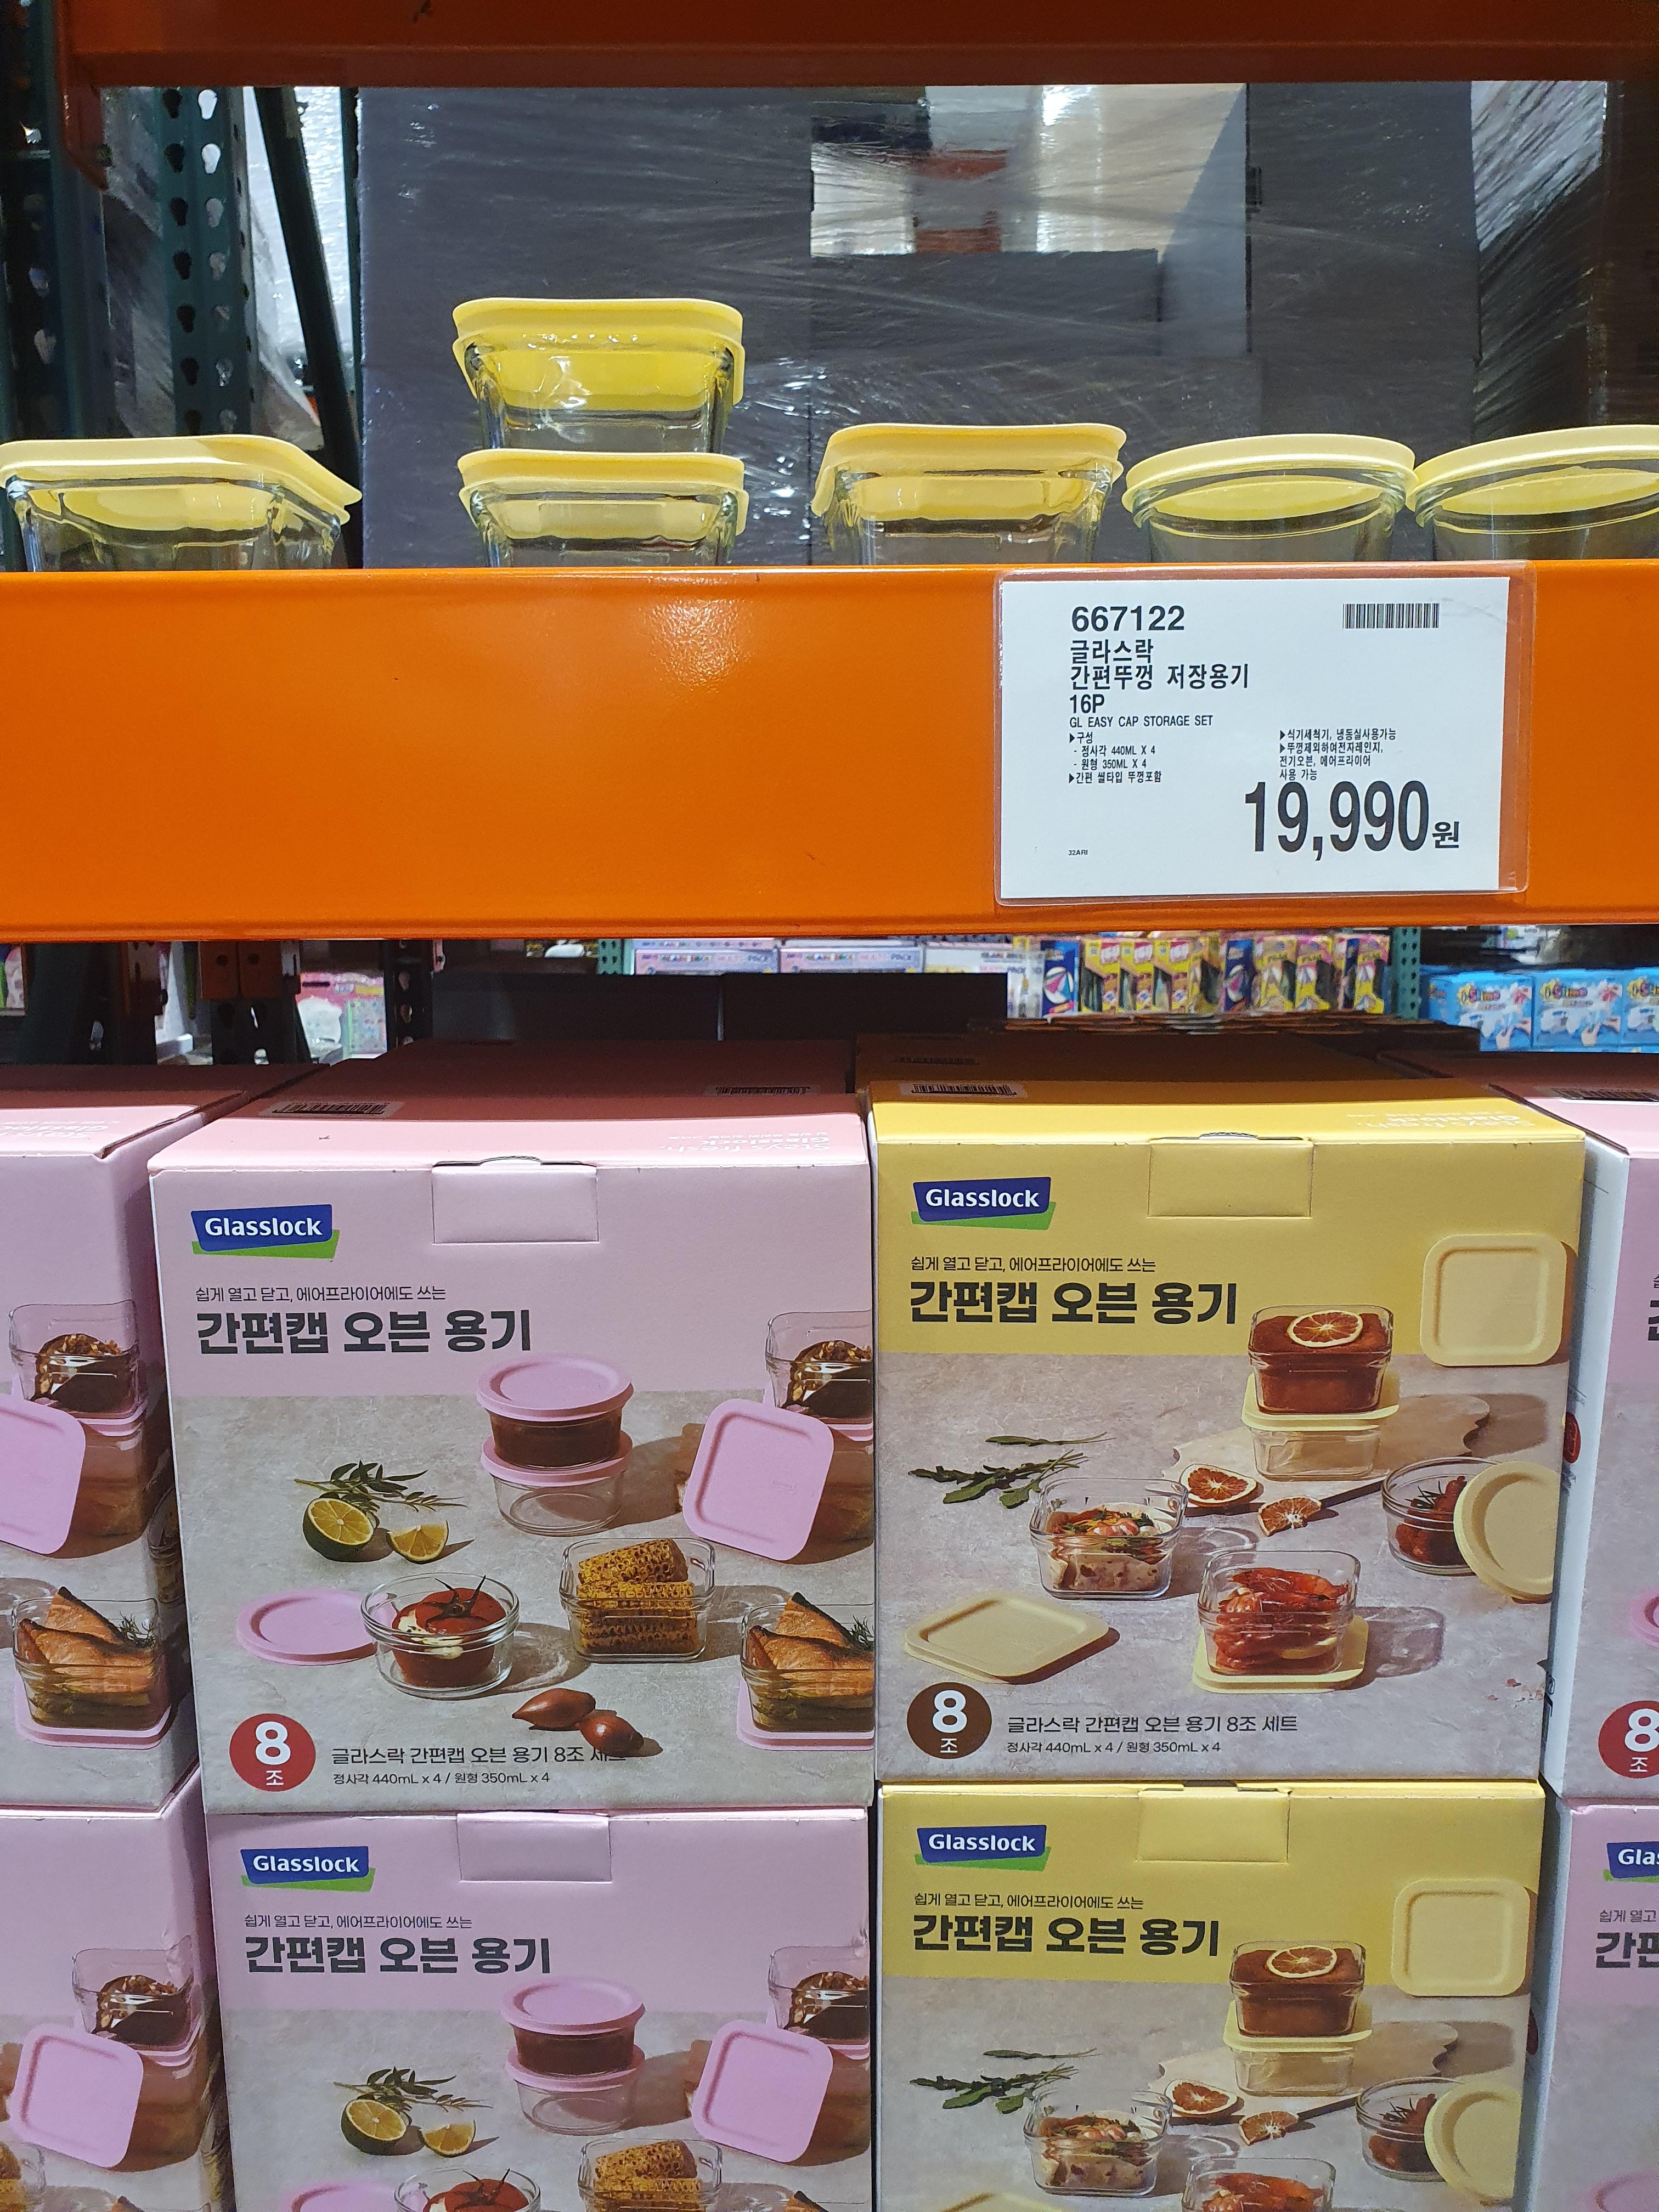 667122
글라스락
간편뚜껑 저장용기
16P
GL EASY CAP STORAGE SET
▶구성
- 정사각 440ML X 4
- 원형 350ML X 4
▶간편 씰타입 뚜껑포함
▶식기세척기, 냉동실사용가능
▶뚜껑제외하여전자레인지,
전기오븐, 에어프라이어
사용 가능
19,990원
32ARI
Stays fresh,
Glasslock
Glasslock
쉽게 열고 닫고, 에어프라이어에도 쓰는
간편캡 오븐 용기
8
조
글라스락 간편캡 오븐 용기 8조 세트
정사각 440mL x 4 / 원형 350mL x 4
Glasslock
쉽게 열고 닫고, 에어프라이어에도 쓰는
간편캡 오븐 용기
8
조
글라스락 간편캡 오븐 용기 8조 세트
정사각 440mL x 4 / 원형 350mL x 4
8
조
Glasslock
쉽게 열고 닫고, 에어프라이어에도 쓰는
간편캡 오븐 용기
Glasslock
쉽게 열고 닫고, 에어프라이어에도 쓰는
간편캡 오븐 용기
쉽게 열고